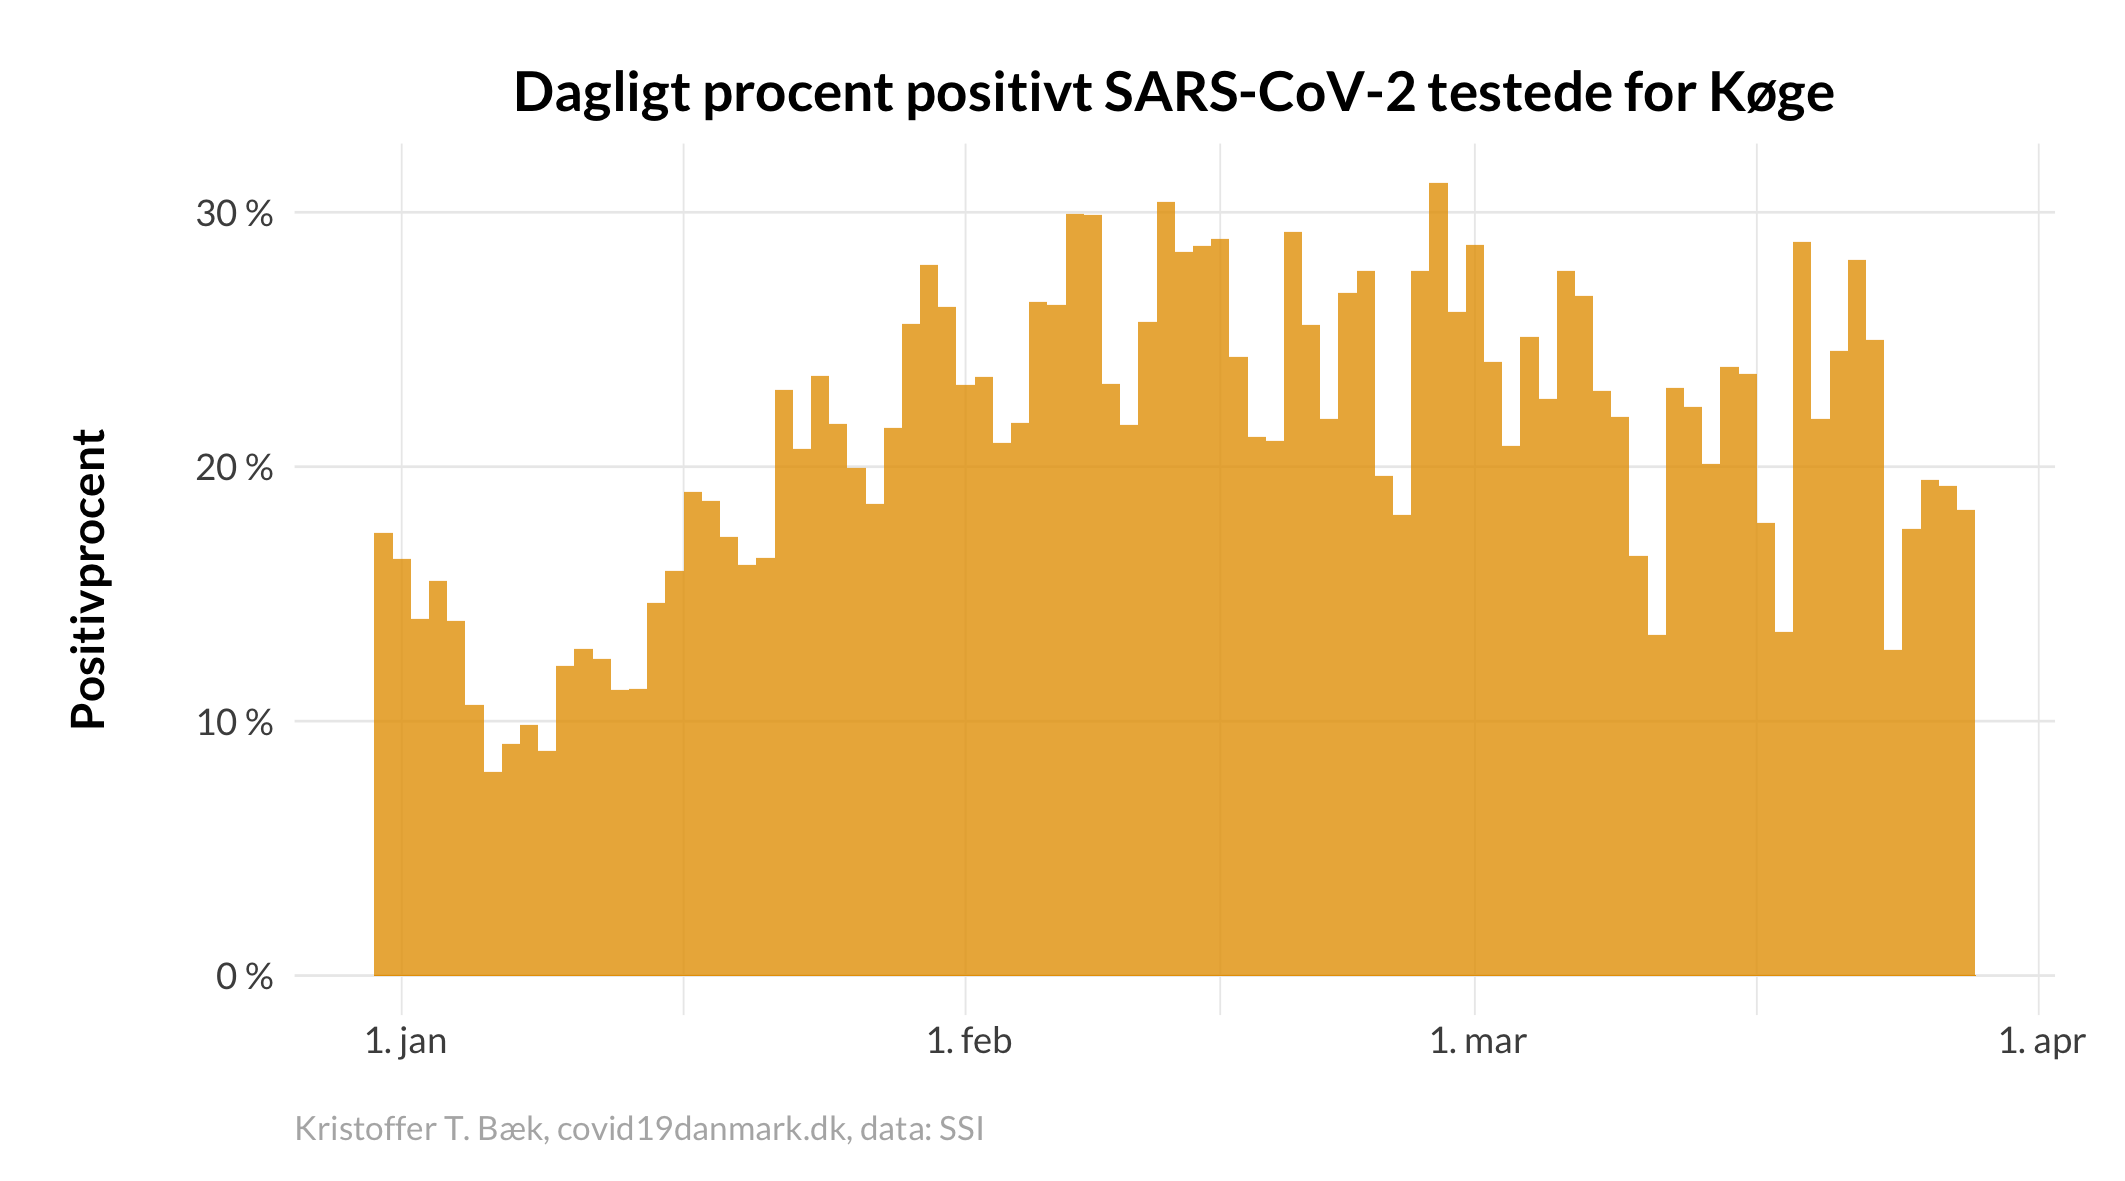 Dagligt procent positivt SARS-CoV-2 testede for Køge
Positivprocent
30 %
20 %
10 %
0 %
1. jan
1. feb
1. mar
1. apr
Kristoffer T. Bæk, covid19danmark.dk, data: SSI